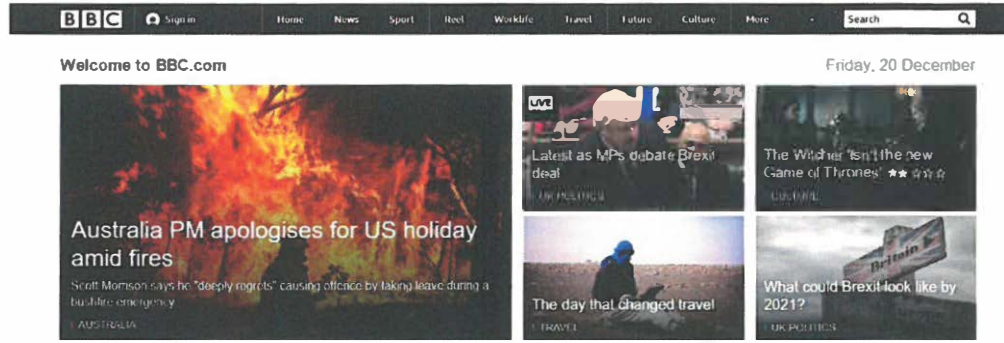 BBC Sign in Home News Sport Reel Worklife Travel Future Culture More Search
Welcome to BBC.com
Friday, 20 December
Australia PM apologises for US holiday
amid fires
Scott Morrison says he "deeply regrets" causing offence by taking leave during a
bushfire emergency
AUSTRALIA
LIVE
Latest as MPs debate Brexit
deal
UK POLITICS
The Witcher 'isn't the new
Game of Thrones' ★★☆☆☆
CULTURE
The day that changed travel
TRAVEL
Britain
What could Brexit look like by
2021?
UK POLITICS